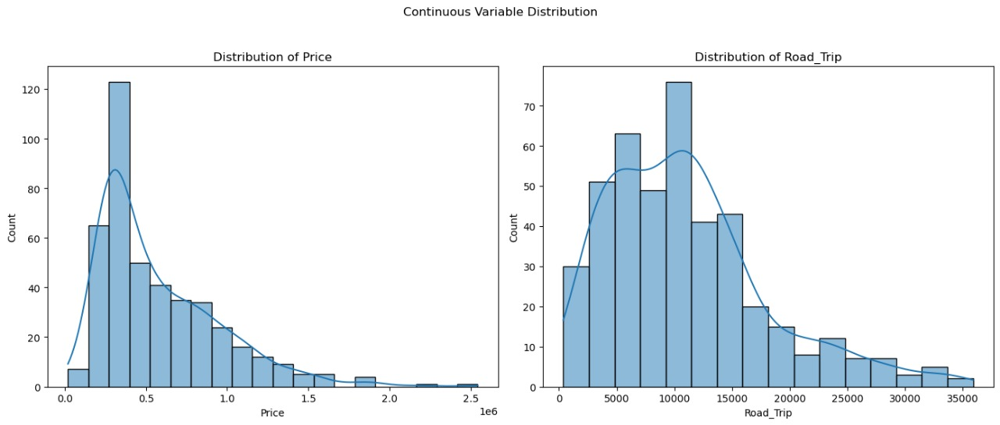 Continuous Variable Distribution
Distribution of Price
120
100
80
60
40
20
0
Count
0.0 0.5 1.0 1.5 2.0 2.5
1e6
Price
Distribution of Road_Trip
70
60
50
40
30
20
10
0
Count
0 5000 10000 15000 20000 25000 30000 35000
Road_Trip